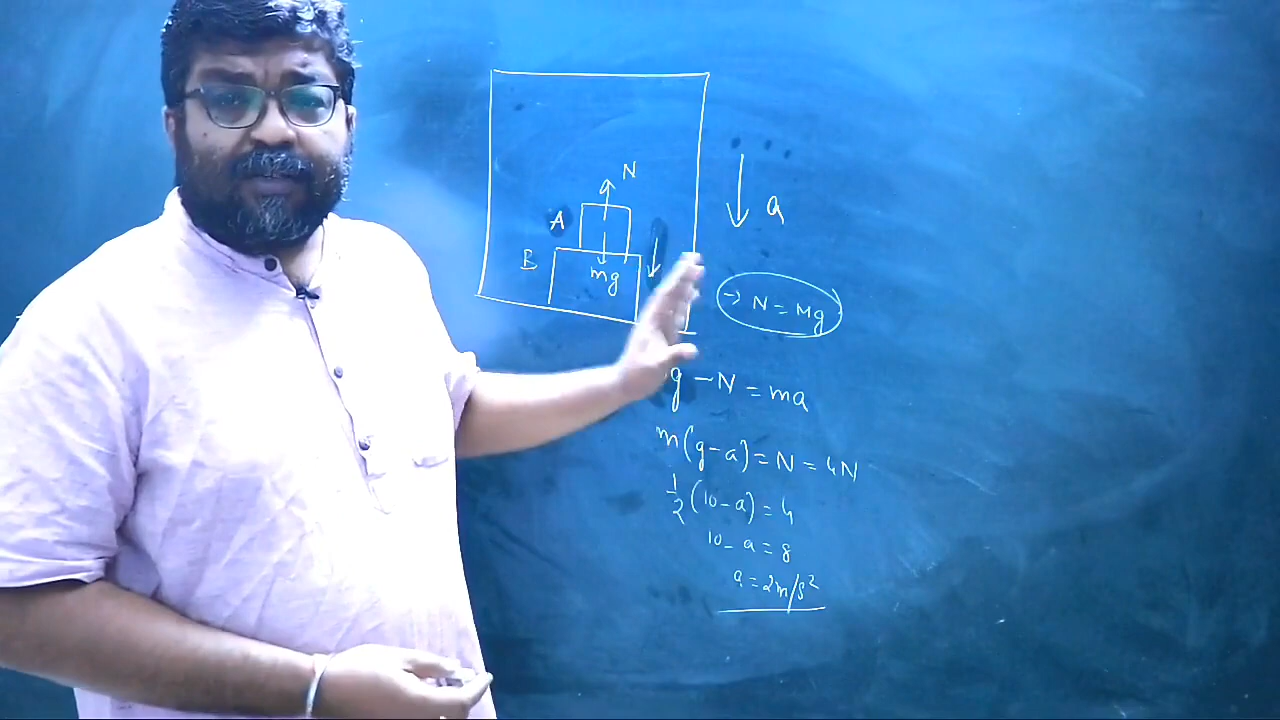 N
A
B
mg
a
→ N = Mg
g - N = ma
m(g-a) = N = 4N
1/2 (10-a) = 4
10 - a = 8
a = 2m/s²